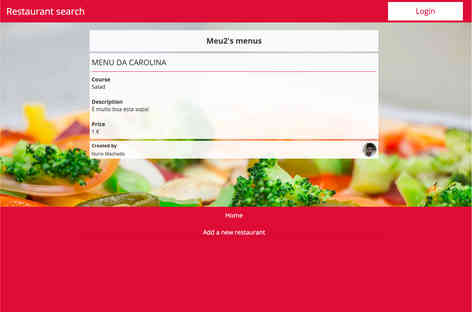 Restaurant search
Login
Meu2's menus
MENU DA CAROLINA
Course
Salad
Description
É muito boa esta sopa!
Price
1 €
Created by
Nuno Machado
Home
Add a new restaurant